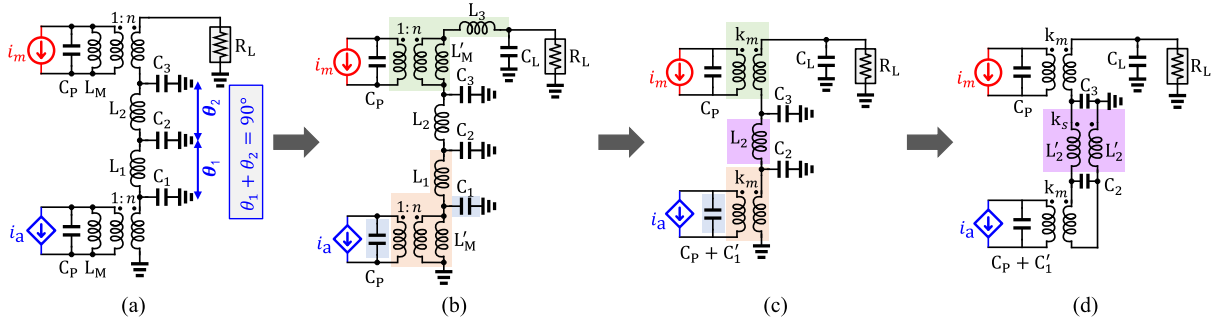 1: n
i_m
C_P L_M
R_L
C_3
L_2
θ_2
C_2
θ_1 + θ_2 = 90°
L_1
θ_1
C_1
1: n
i_a
C_P L_M
(a)
L_3
1: n
i_m
L'_M
C_L
R_L
C_P
C_3
L_2
C_2
L_1
C_1
1: n
i_a
L'_M
C_P
(b)
k_m
i_m
C_L
R_L
C_P
C_3
L_2
C_2
k_m
i_a
C_P + C'_1
(c)
k_m
i_m
C_L
R_L
C_P
C_3
k_s
L'_2 L'_2
C_2
k_m
i_a
C_P + C'_1
(d)